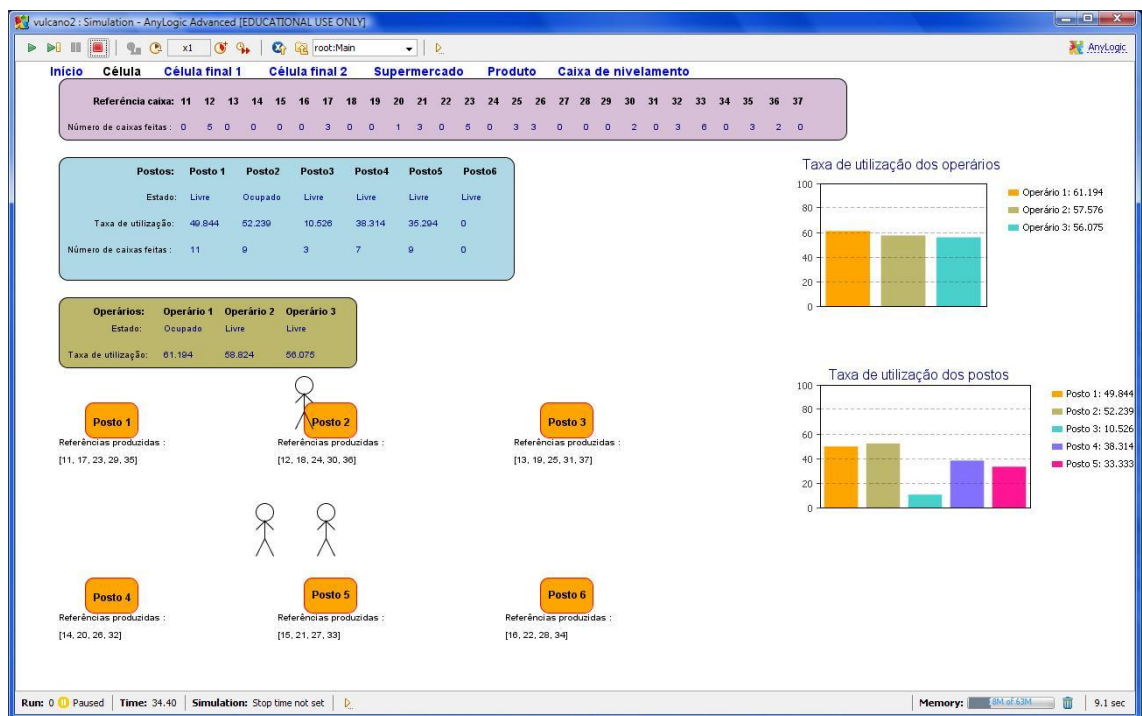 vulcano2 : Simulation - AnyLogic Advanced [EDUCATIONAL USE ONLY]
x1 root:Main AnyLogic
Início Célula Célula final 1 Célula final 2 Supermercado Produto Caixa de nivelamento
Referência caixa: 11 12 13 14 15 16 17 18 19 20 21 22 23 24 25 26 27 28 29 30 31 32 33 34 35 36 37
Número de caixas feitas : 0 5 0 0 0 0 3 0 0 1 3 0 5 0 3 3 0 0 0 2 0 3 6 0 3 2 0
Postos: Posto 1 Posto2 Posto3 Posto4 Posto5 Posto6
Estado: Livre Ocupado Livre Livre Livre Livre
Taxa de utilização: 49.844 52.239 10.526 38.314 35.294 0
Número de caixas feitas : 11 9 3 7 9 0
Operários: Operário 1 Operário 2 Operário 3
Estado: Ocupado Livre Livre
Taxa de utilização: 61.194 58.824 56.075
Taxa de utilização dos operários
100
80
60
40
20
0
Operário 1: 61.194
Operário 2: 57.576
Operário 3: 56.075
Posto 1 Posto 2 Posto 3
Referências produzidas : Referências produzidas : Referências produzidas :
[11, 17, 23, 29, 35] [12, 18, 24, 30, 36] [13, 19, 25, 31, 37]
Taxa de utilização dos postos
100
80
60
40
20
0
Posto 1: 49.844
Posto 2: 52.239
Posto 3: 10.526
Posto 4: 38.314
Posto 5: 33.333
Posto 4 Posto 5 Posto 6
Referências produzidas : Referências produzidas : Referências produzidas :
[14, 20, 26, 32] [15, 21, 27, 33] [16, 22, 28, 34]
Run: 0 Paused Time: 34.40 Simulation: Stop time not set Memory: 8M of 63M 9.1 sec